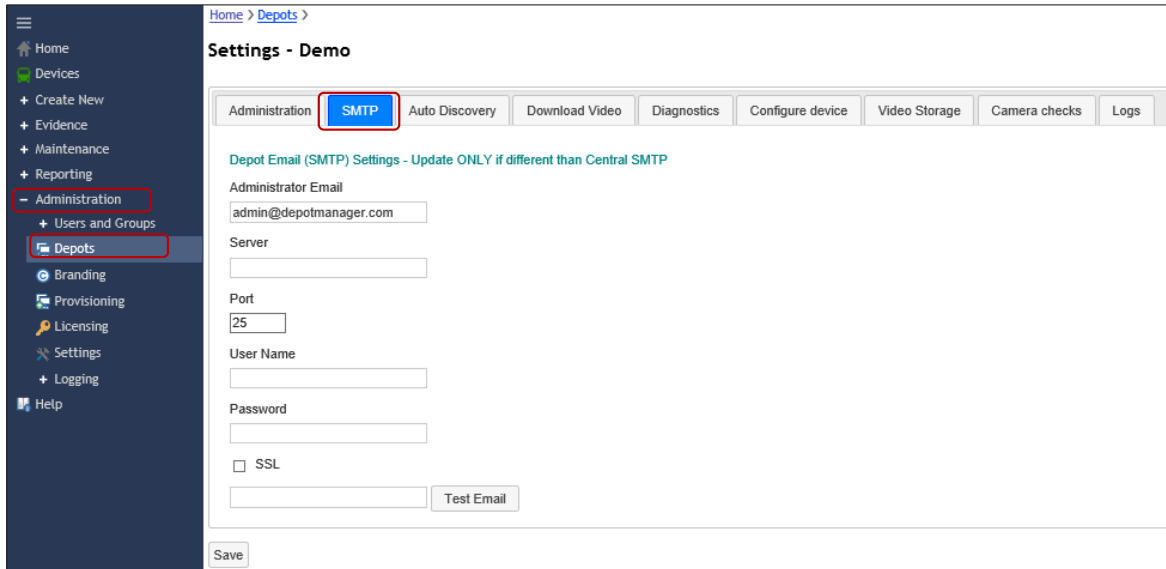 Home > Depots >
Settings - Demo
Home
Devices
+ Create New
+ Evidence
+ Maintenance
+ Reporting
- Administration
+ Users and Groups
Depots
Branding
Provisioning
Licensing
Settings
+ Logging
Help
Administration SMTP Auto Discovery Download Video Diagnostics Configure device Video Storage Camera checks Logs
Depot Email (SMTP) Settings - Update ONLY if different than Central SMTP
Administrator Email
admin@depotmanager.com
Server
Port
25
User Name
Password
SSL
Test Email
Save